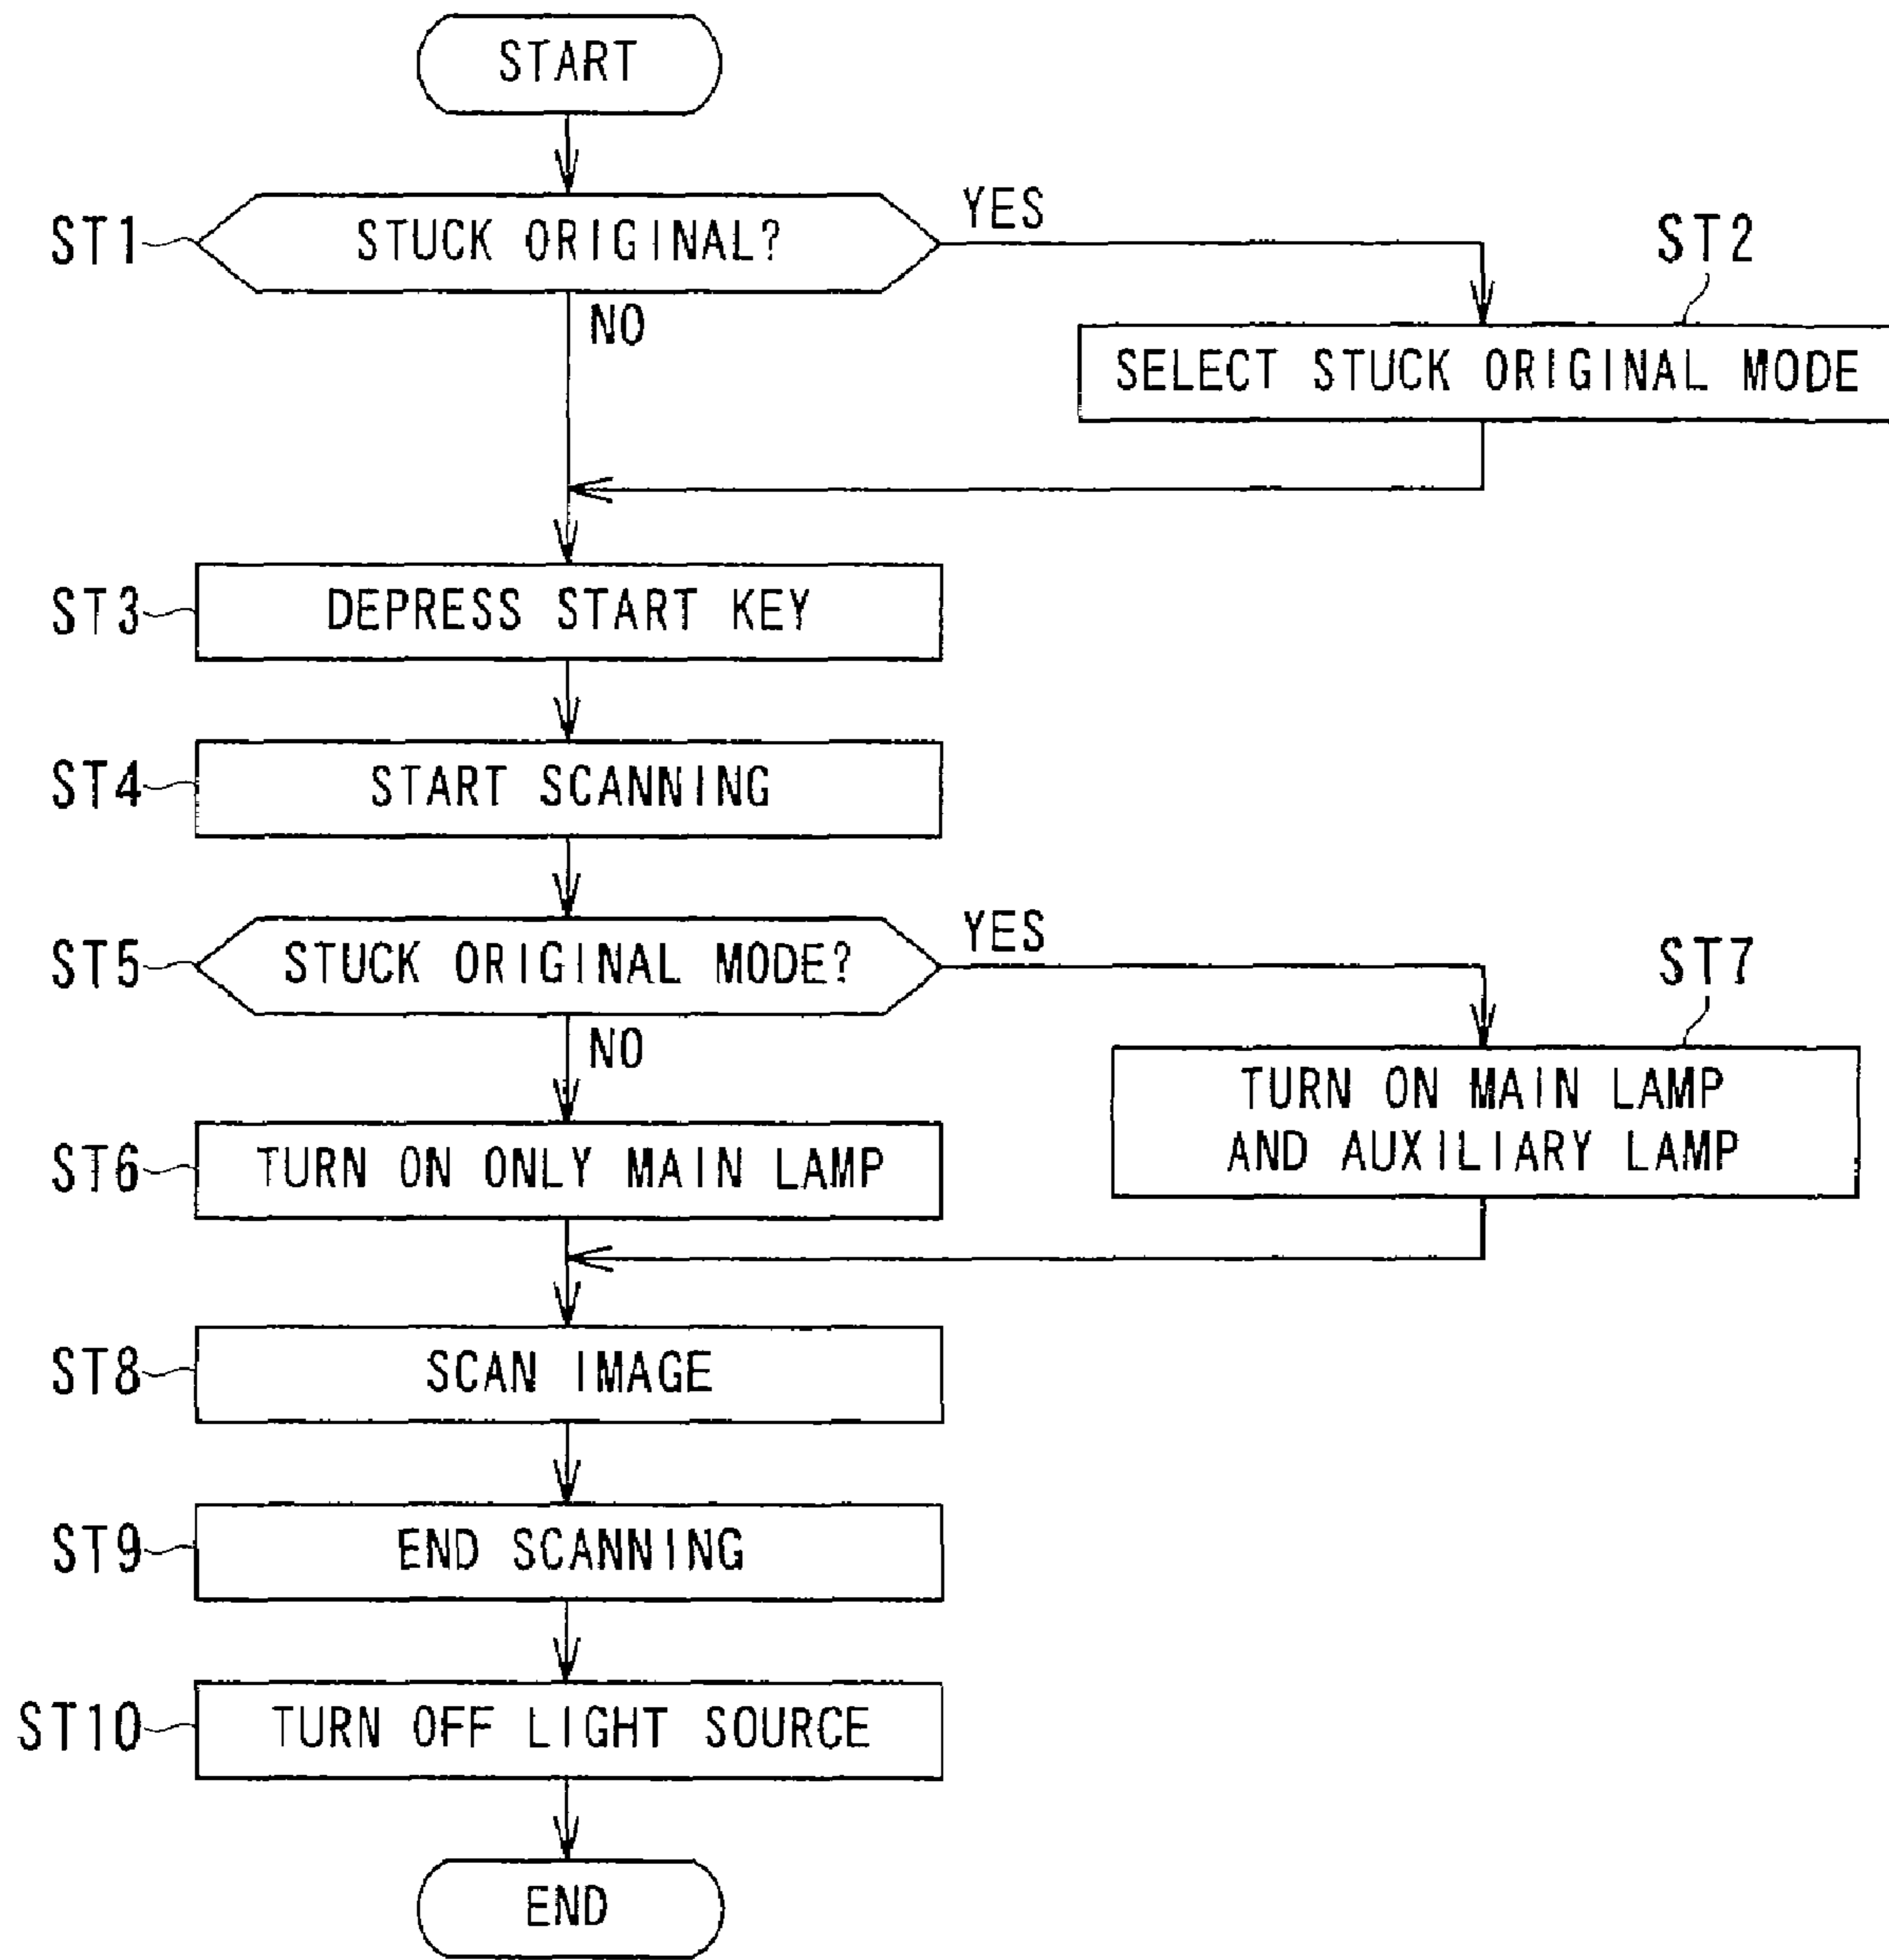 START
ST1
STUCK ORIGINAL?
YES
NO
ST2
SELECT STUCK ORIGINAL MODE
ST3
DEPRESS START KEY
ST4
START SCANNING
ST5
STUCK ORIGINAL MODE?
YES
NO
ST7
TURN ON MAIN LAMP
AND AUXILIARY LAMP
ST6
TURN ON ONLY MAIN LAMP
ST8
SCAN IMAGE
ST9
END SCANNING
ST10
TURN OFF LIGHT SOURCE
END